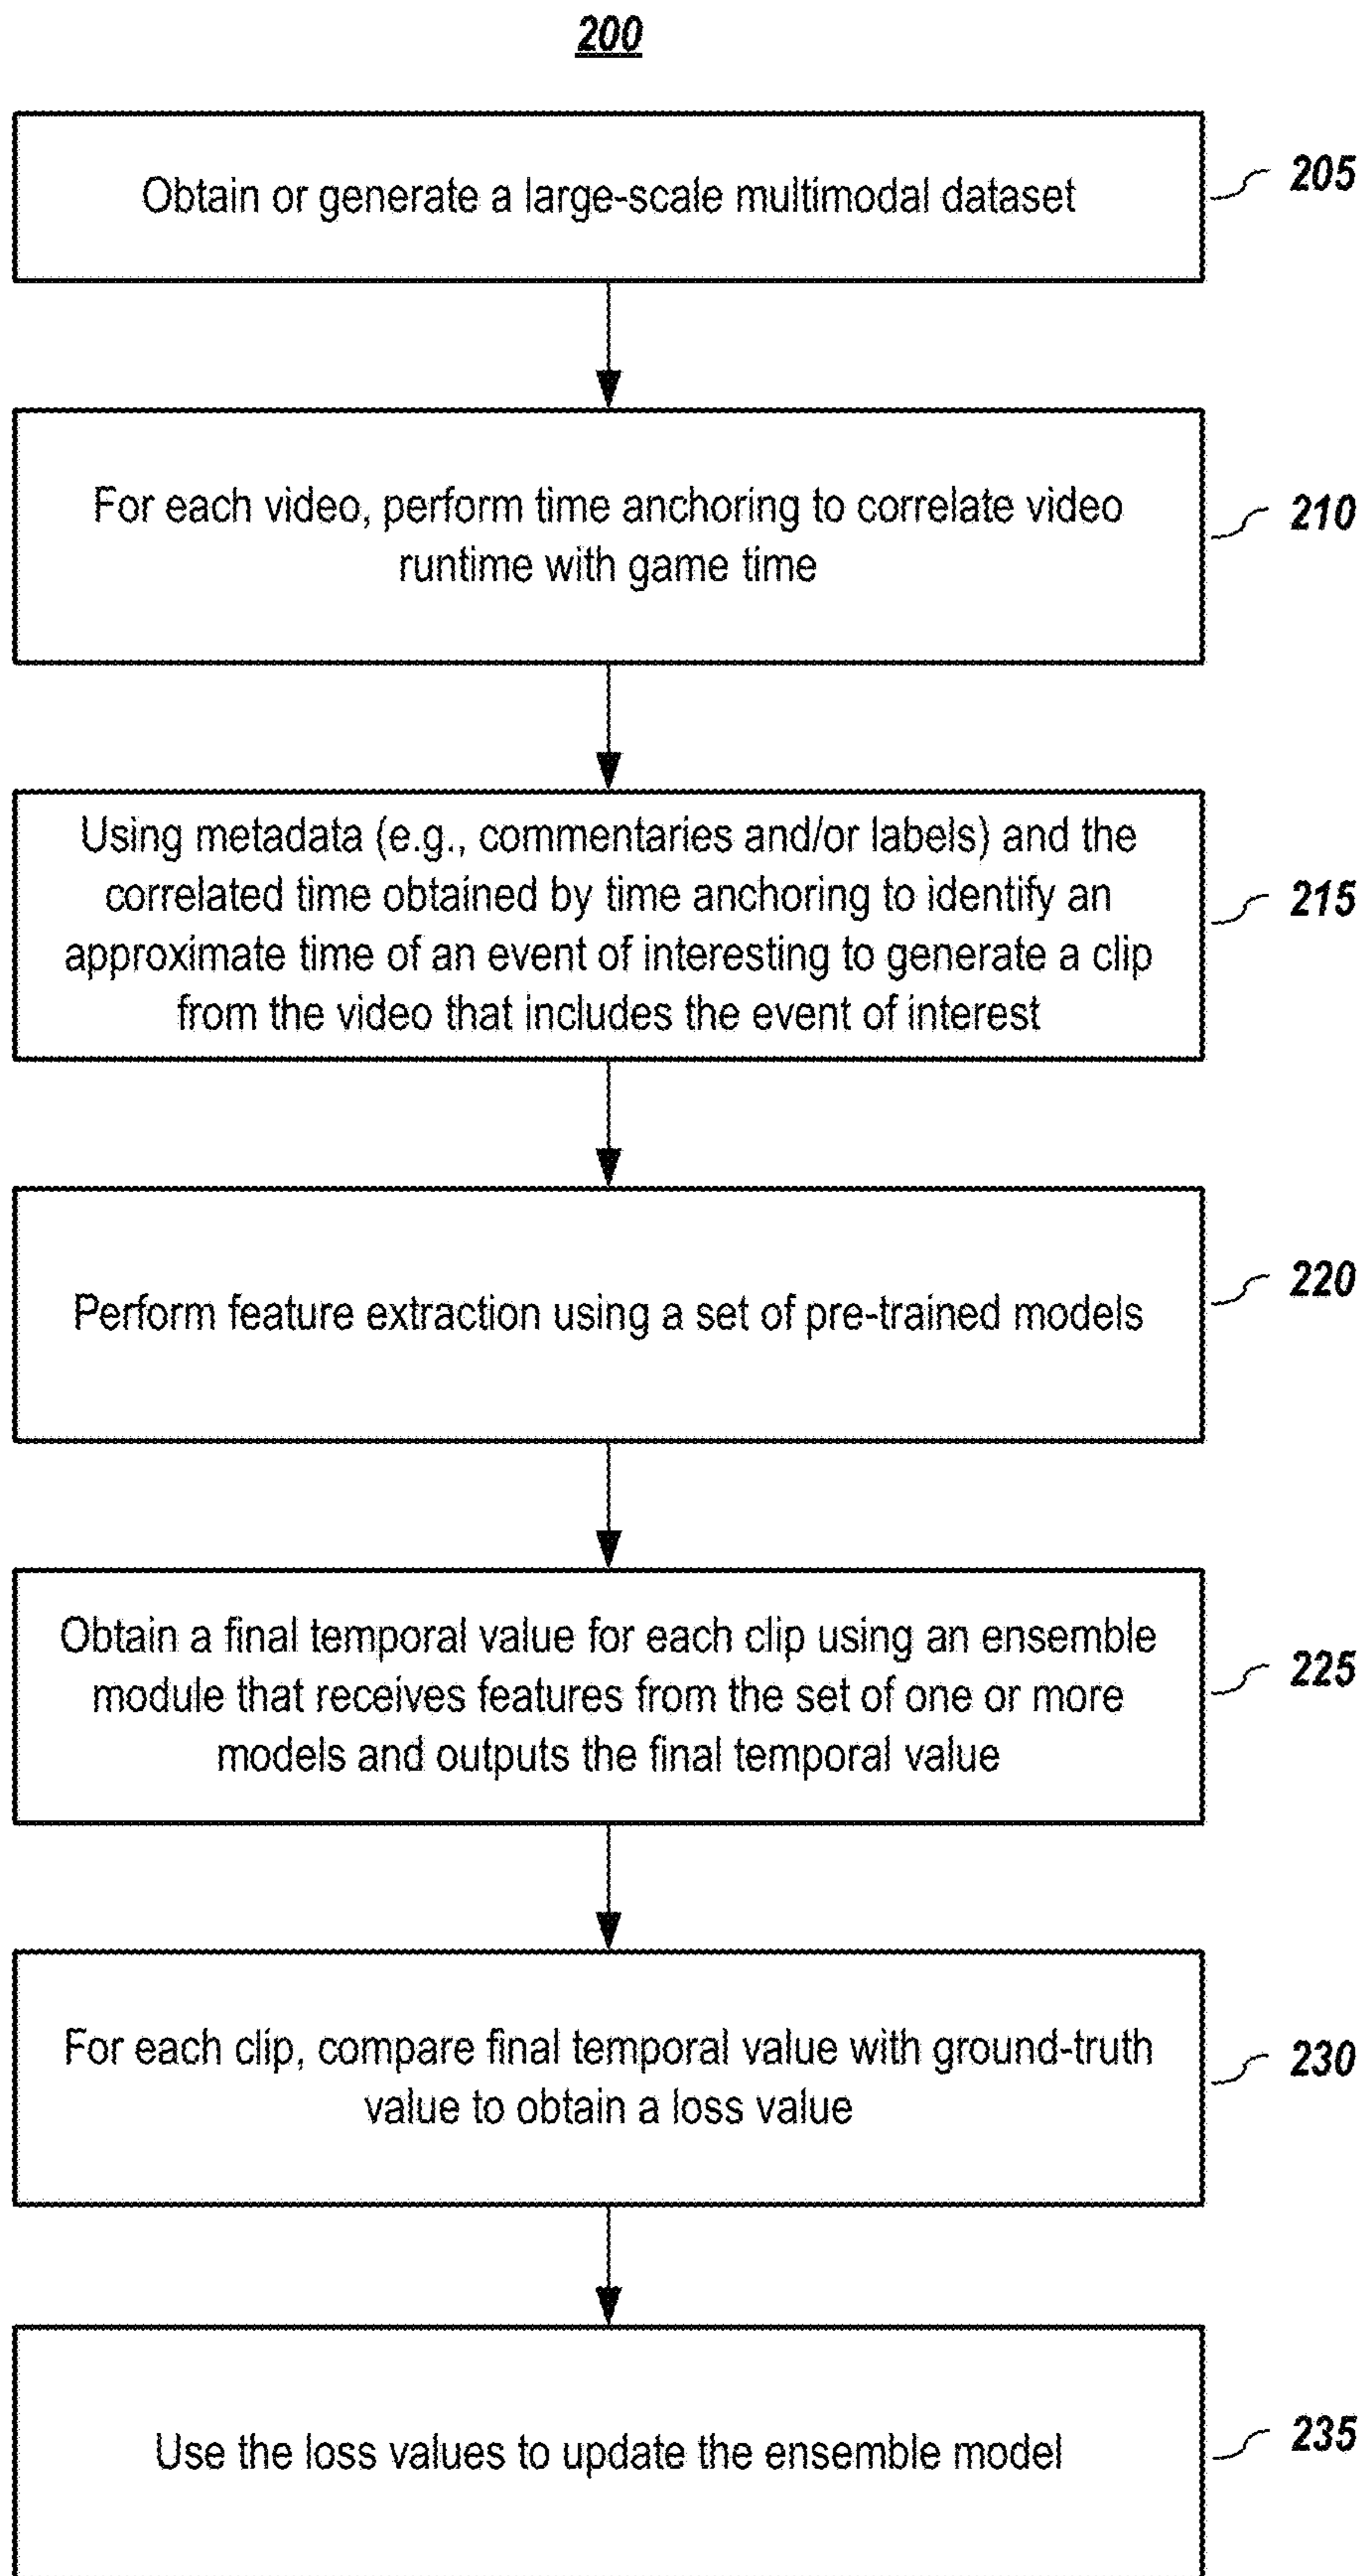 200
Obtain or generate a large-scale multimodal dataset
205
For each video, perform time anchoring to correlate video
runtime with game time
210
Using metadata (e.g., commentaries and/or labels) and the
correlated time obtained by time anchoring to identify an
approximate time of an event of interesting to generate a clip
from the video that includes the event of interest
215
Perform feature extraction using a set of pre-trained models
220
Obtain a final temporal value for each clip using an ensemble
module that receives features from the set of one or more
models and outputs the final temporal value
225
For each clip, compare final temporal value with ground-truth
value to obtain a loss value
230
Use the loss values to update the ensemble model
235